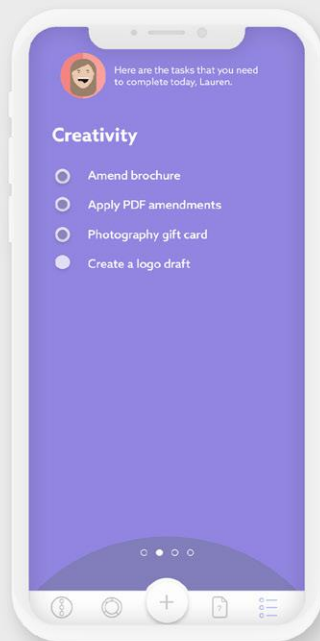 Here are the tasks that you need
to complete today, Lauren.
Creativity
Amend brochure
Apply PDF amendments
Photography gift card
Create a logo draft
+
?